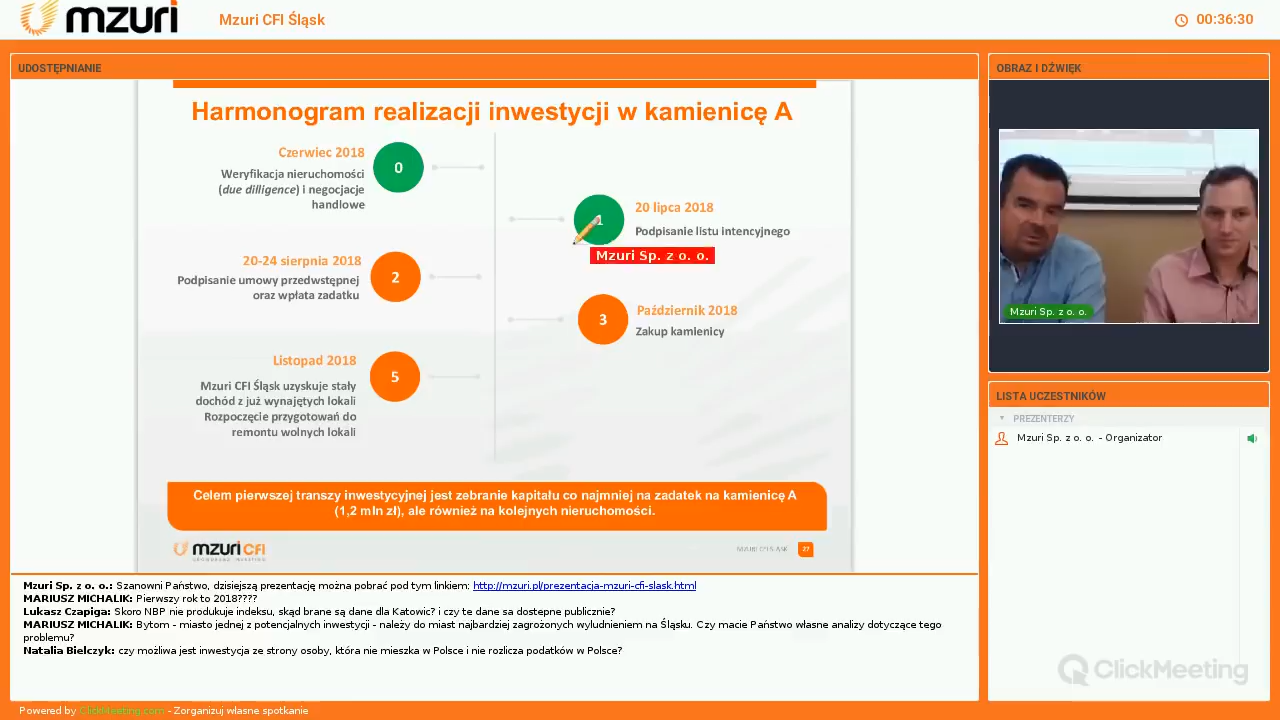 mzuri
Mzuri CFI Śląsk
00:36:30
UDOSTĘPNIANIE
Harmonogram realizacji inwestycji w kamienicę A
Czerwiec 2018
0
Weryfikacja nieruchomości
(due dilligence) i negocjacje
handlowe
20 lipca 2018
Podpisanie listu intencyjnego
Mzuri Sp. z o. o.
20-24 sierpnia 2018
2
Podpisanie umowy przedwstępnej
oraz wpłata zadatku
Październik 2018
3
Zakup kamienicy
Listopad 2018
5
Mzuri CFI Śląsk uzyskuje stały
dochód z już wynajętych lokali
Rozpoczęcie przygotowań do
remontu wolnych lokali
Celem pierwszej transzy inwestycyjnej jest zebranie kapitału co najmniej na zadatek na kamienicę A
(1,2 mln zł), ale również na kolejnych nieruchomości.
mzuri CFI
MZURI CFI ŚLĄSK
27
Mzuri Sp. z o. o.: Szanowni Państwo, dzisiejszą prezentację można pobrać pod tym linkiem: http://mzuri.pl/prezentacja-mzuri-cfi-slask.html
MARIUSZ MICHALIK: Pierwszy rok to 2018????
Lukasz Czapiga: Skoro NBP nie produkuje indeksu, skąd brane są dane dla Katowic? i czy te dane sa dostepne publicznie?
MARIUSZ MICHALIK: Bytom - miasto jednej z potencjalnych inwestycji - należy do miast najbardziej zagrożonych wyludnieniem na Śląsku. Czy macie Państwo własne analizy dotyczące tego
problemu?
Natalia Bielczyk: czy możliwa jest inwestycja ze strony osoby, która nie mieszka w Polsce i nie rozlicza podatków w Polsce?
OBRAZ I DŹWIĘK
Mzuri Sp. z o. o.
LISTA UCZESTNIKÓW
PREZENTERZY
Mzuri Sp. z o. o. - Organizator
ClickMeeting
Powered by ClickMeeting.com - Zorganizuj własne spotkanie